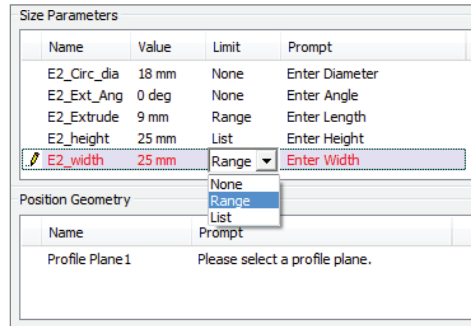 Size Parameters
Name Value Limit Prompt
E2_Circ_dia 18 mm None Enter Diameter
E2_Ext_Ang 0 deg None Enter Angle
E2_Extrude 9 mm Range Enter Length
E2_height 25 mm List Enter Height
E2_width 25 mm Range Enter Width
None
Range
List
Position Geometry
Name Prompt
Profile Plane1 Please select a profile plane.